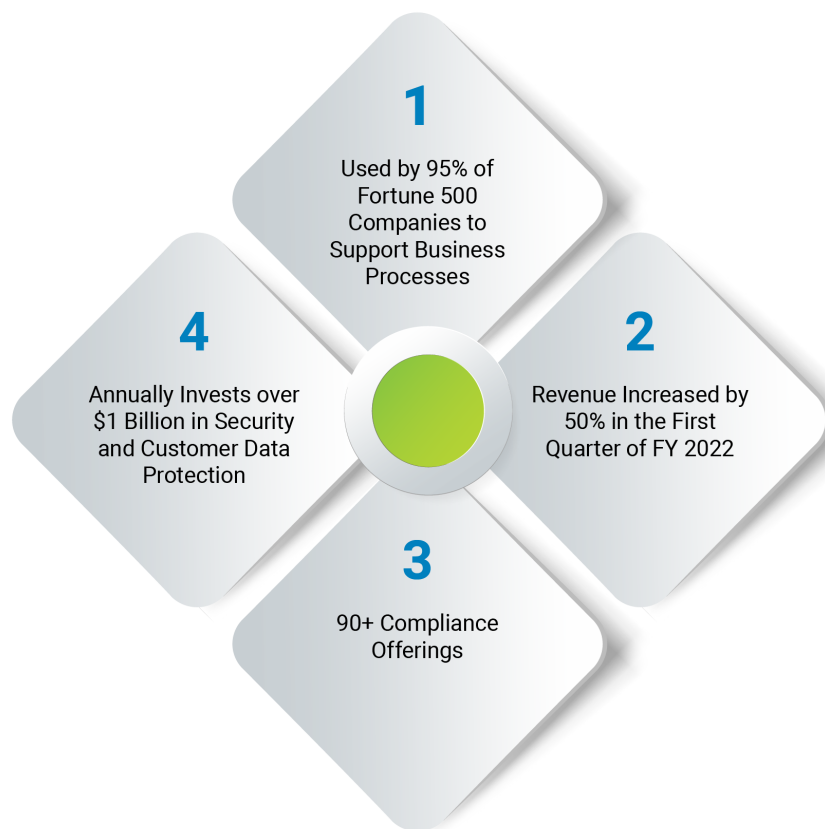 1
Used by 95% of
Fortune 500
Companies to
Support Business
Processes
2
Revenue Increased by
50% in the First
Quarter of FY 2022
3
90+ Compliance
Offerings
4
Annually Invests over
$1 Billion in Security
and Customer Data
Protection